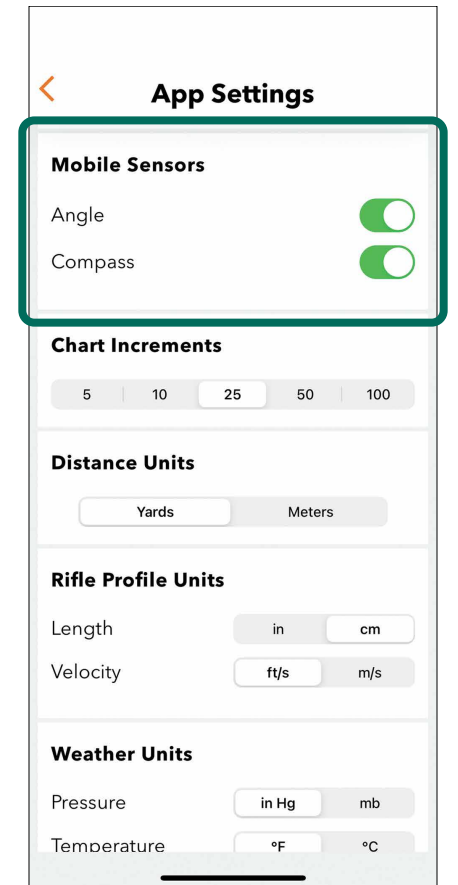 App Settings
Mobile Sensors
Angle
Compass
Chart Increments
5 10 25 50 100
Distance Units
Yards Meters
Rifle Profile Units
Length in cm
Velocity ft/s m/s
Weather Units
Pressure in Hg mb
Temperature °F °C